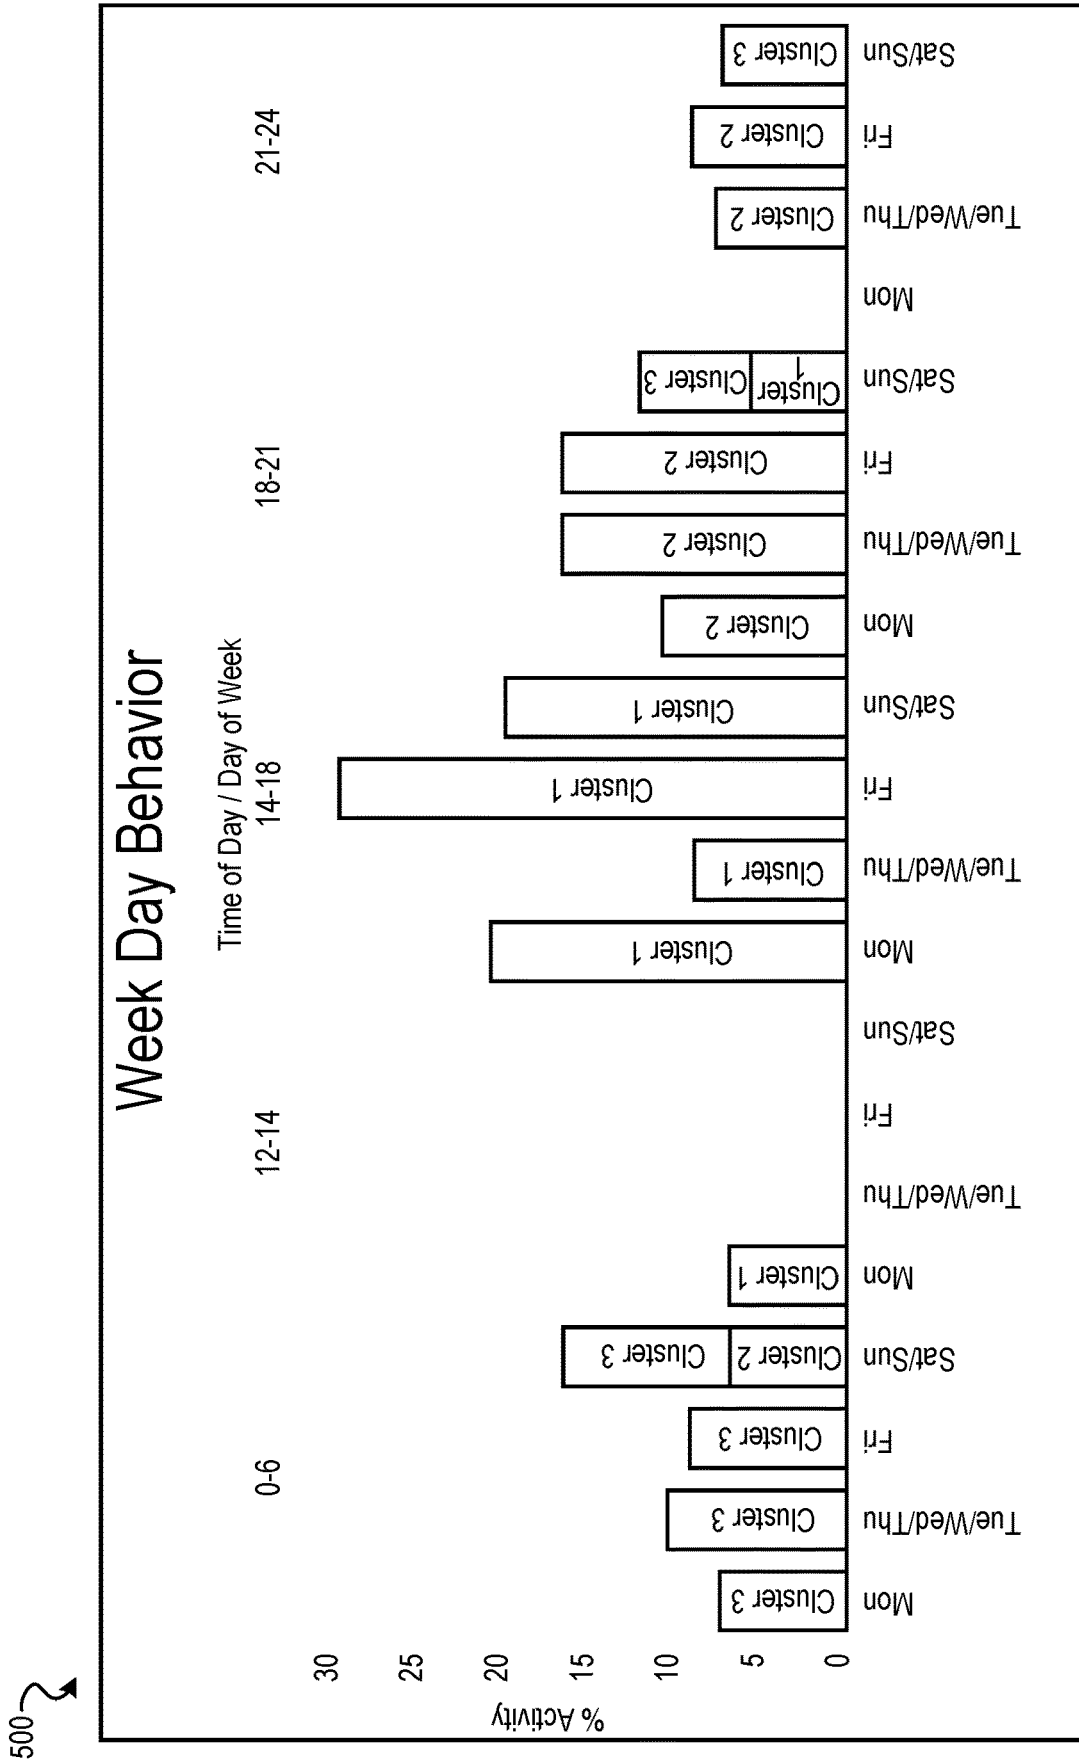 500
Week Day Behavior
Time of Day / Day of Week
0-6
12-14
14-18
18-21
21-24
% Activity
30
25
20
15
10
5
0
Cluster 3
Cluster 3
Cluster 3
Cluster 3
Cluster 2
Cluster 1
Cluster 1
Cluster 1
Cluster 1
Cluster 1
Cluster 2
Cluster 2
Cluster 2
Cluster 3
Cluster
1
Cluster 2
Cluster 2
Cluster 3
Mon
Tue/Wed/Thu
Fri
Sat/Sun
Mon
Tue/Wed/Thu
Fri
Sat/Sun
Mon
Tue/Wed/Thu
Fri
Sat/Sun
Mon
Tue/Wed/Thu
Fri
Sat/Sun
Mon
Tue/Wed/Thu
Fri
Sat/Sun